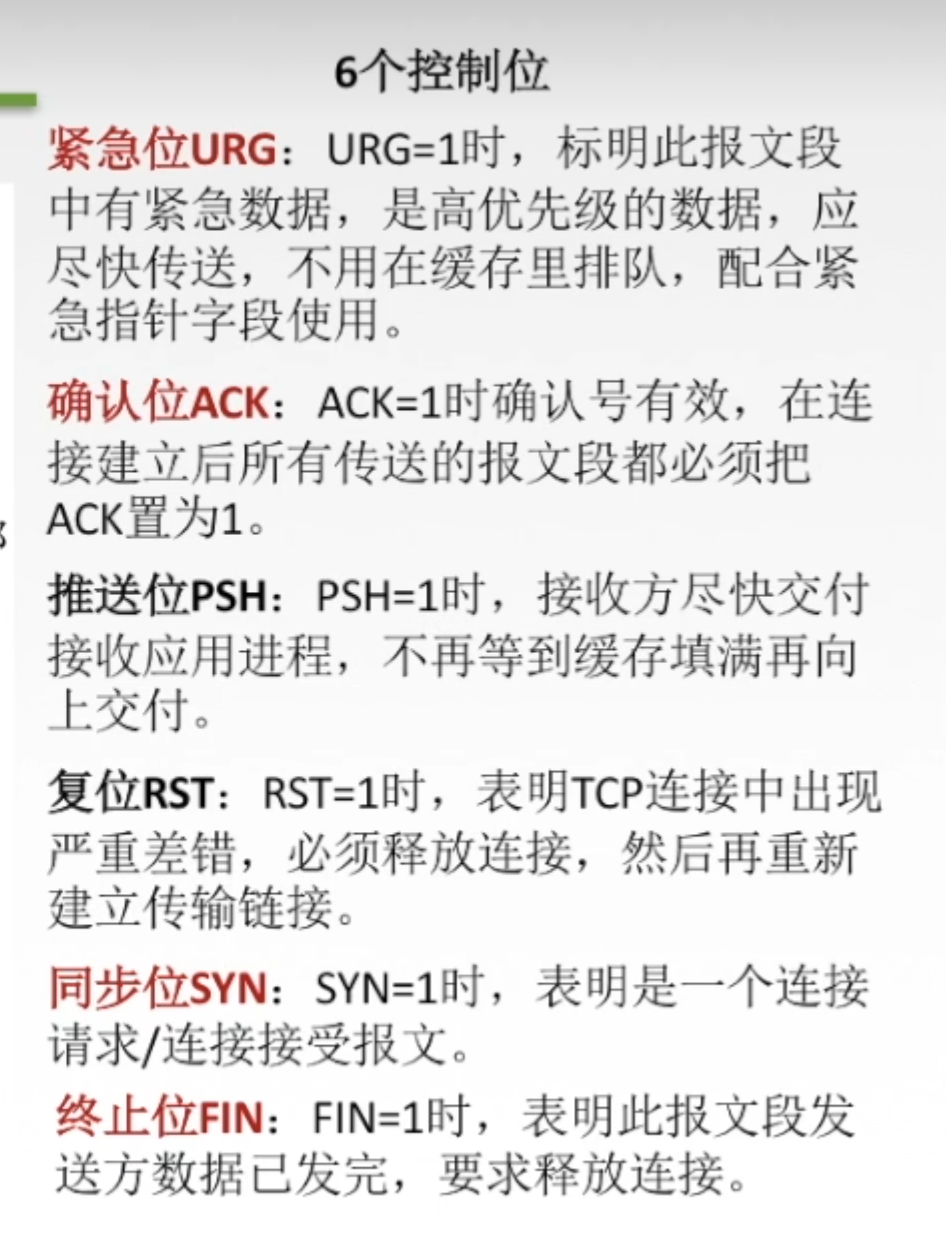 6个控制位
紧急位URG：URG=1时，标明此报文段
中有紧急数据，是高优先级的数据，应
尽快传送，不用在缓存里排队，配合紧
急指针字段使用。
确认位ACK：ACK=1时确认号有效，在连
接建立后所有传送的报文段都必须把
ACK置为1。
推送位PSH：PSH=1时，接收方尽快交付
接收应用进程，不再等到缓存填满再向
上交付。
复位RST：RST=1时，表明TCP连接中出现
严重差错，必须释放连接，然后再重新
建立传输链接。
同步位SYN：SYN=1时，表明是一个连接
请求/连接接受报文。
终止位FIN：FIN=1时，表明此报文段发
送方数据已发完，要求释放连接。